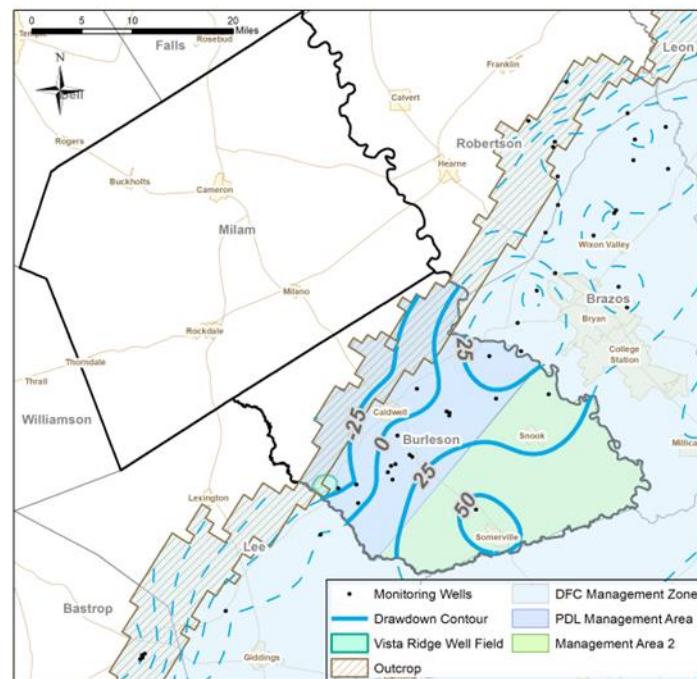 0 5 10 20
Miles
Temple
Falls
Rosebud
Leon
N
Bell
Franklin
Calvert
Robertson
Rogers
Hearne
Buckholts
Cameron
Milam
Wixon Valley
Milano
Brazos
Rockdale
Bryan
25
College
Station
Thorndale
Thrall
-25
Caldwell
Williamson
0
Burleson
Snook
25
Lexington
50
Lee
Somerville
Bastrop
Giddings
Monitoring Wells
DFC Management Zone
Drawdown Contour
PDL Management Area
Vista Ridge Well Field
Management Area 2
Outcrop